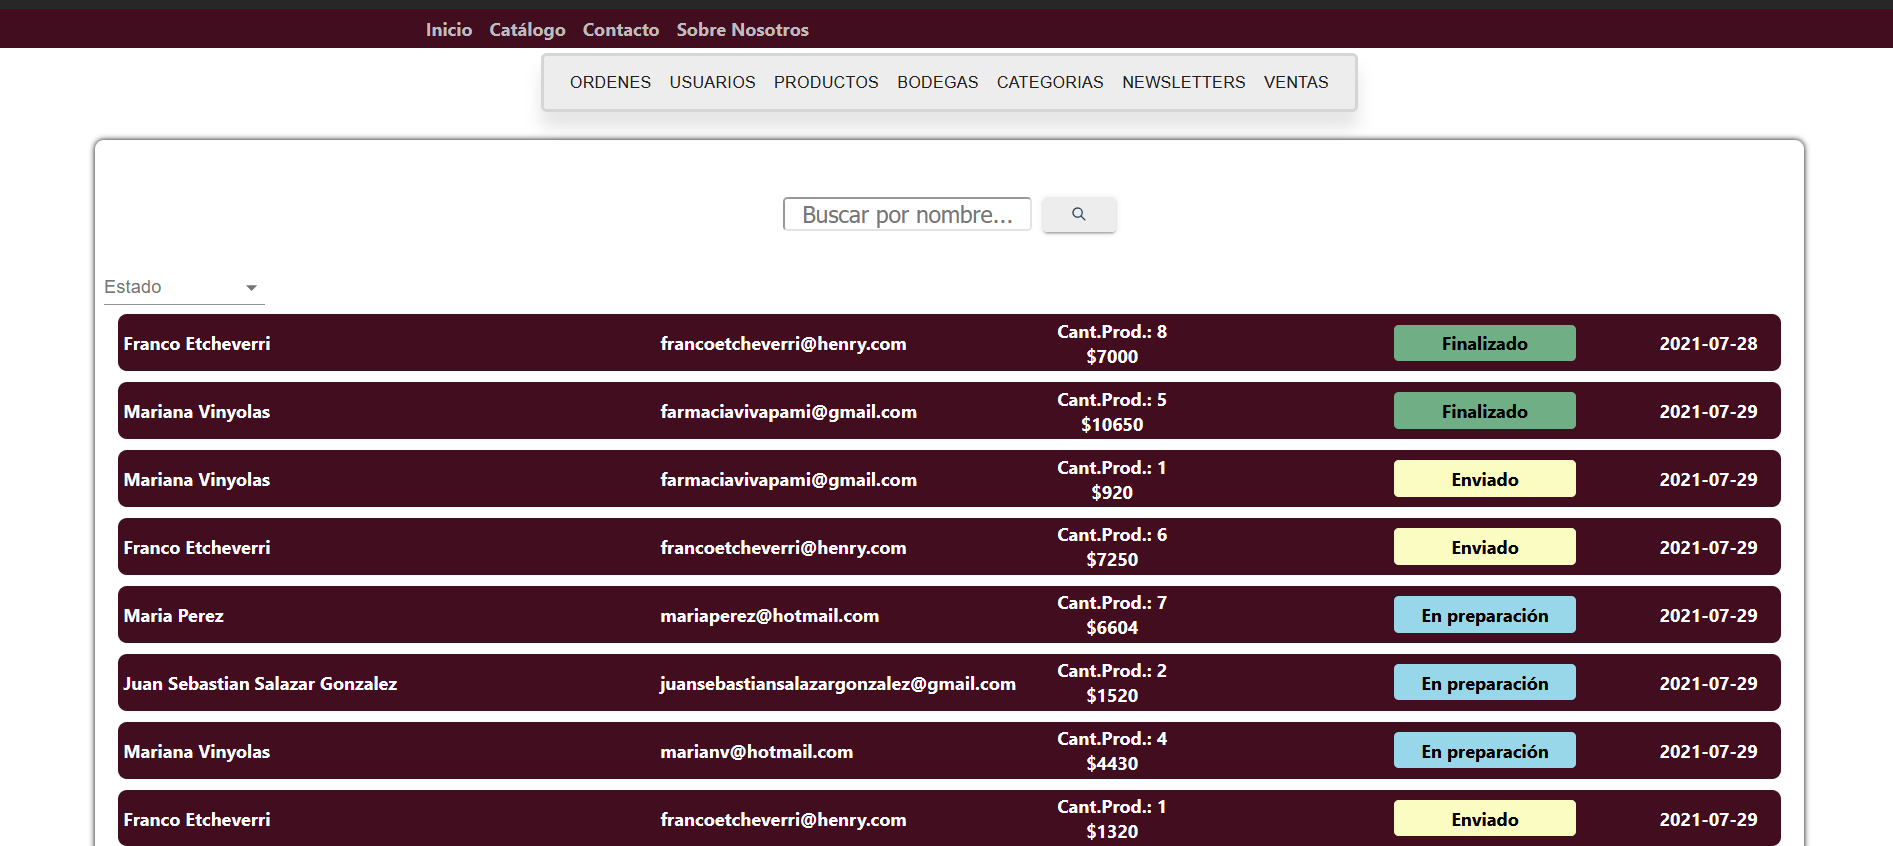 Inicio Catálogo Contacto Sobre Nosotros
ORDENES USUARIOS PRODUCTOS BODEGAS CATEGORIAS NEWSLETTERS VENTAS
Buscar por nombre...
Estado
Franco Etcheverri francoetcheverri@henry.com Cant.Prod.: 8 Finalizado 2021-07-28
$7000
Mariana Vinyolas farmaciavivapami@gmail.com Cant.Prod.: 5 Finalizado 2021-07-29
$10650
Mariana Vinyolas farmaciavivapami@gmail.com Cant.Prod.: 1 Enviado 2021-07-29
$920
Franco Etcheverri francoetcheverri@henry.com Cant.Prod.: 6 Enviado 2021-07-29
$7250
Maria Perez mariaperez@hotmail.com Cant.Prod.: 7 En preparación 2021-07-29
$6604
Juan Sebastian Salazar Gonzalez juansebastiansalazargonzalez@gmail.com Cant.Prod.: 2 En preparación 2021-07-29
$1520
Mariana Vinyolas marianv@hotmail.com Cant.Prod.: 4 En preparación 2021-07-29
$4430
Franco Etcheverri francoetcheverri@henry.com Cant.Prod.: 1 Enviado 2021-07-29
$1320